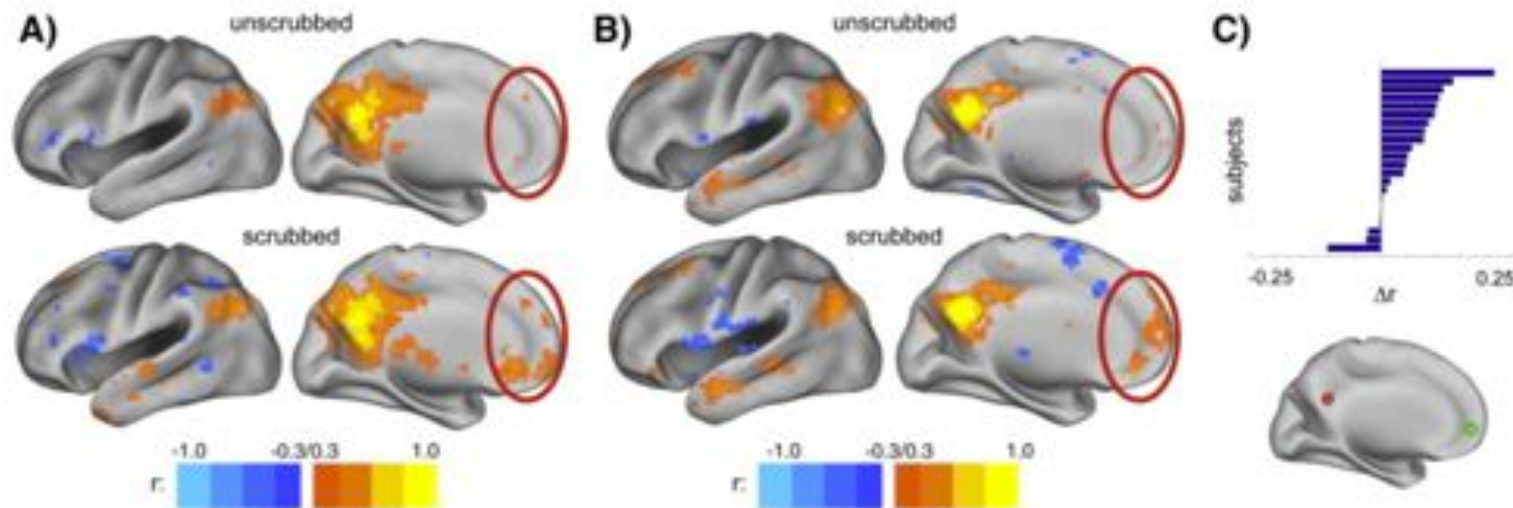 A)
unscrubbed
scrubbed
r:
-1.0
-0.3/0.3
1.0
B)
unscrubbed
scrubbed
r:
-1.0
-0.3/0.3
1.0
C)
subjects
-0.25
Δr
0.25